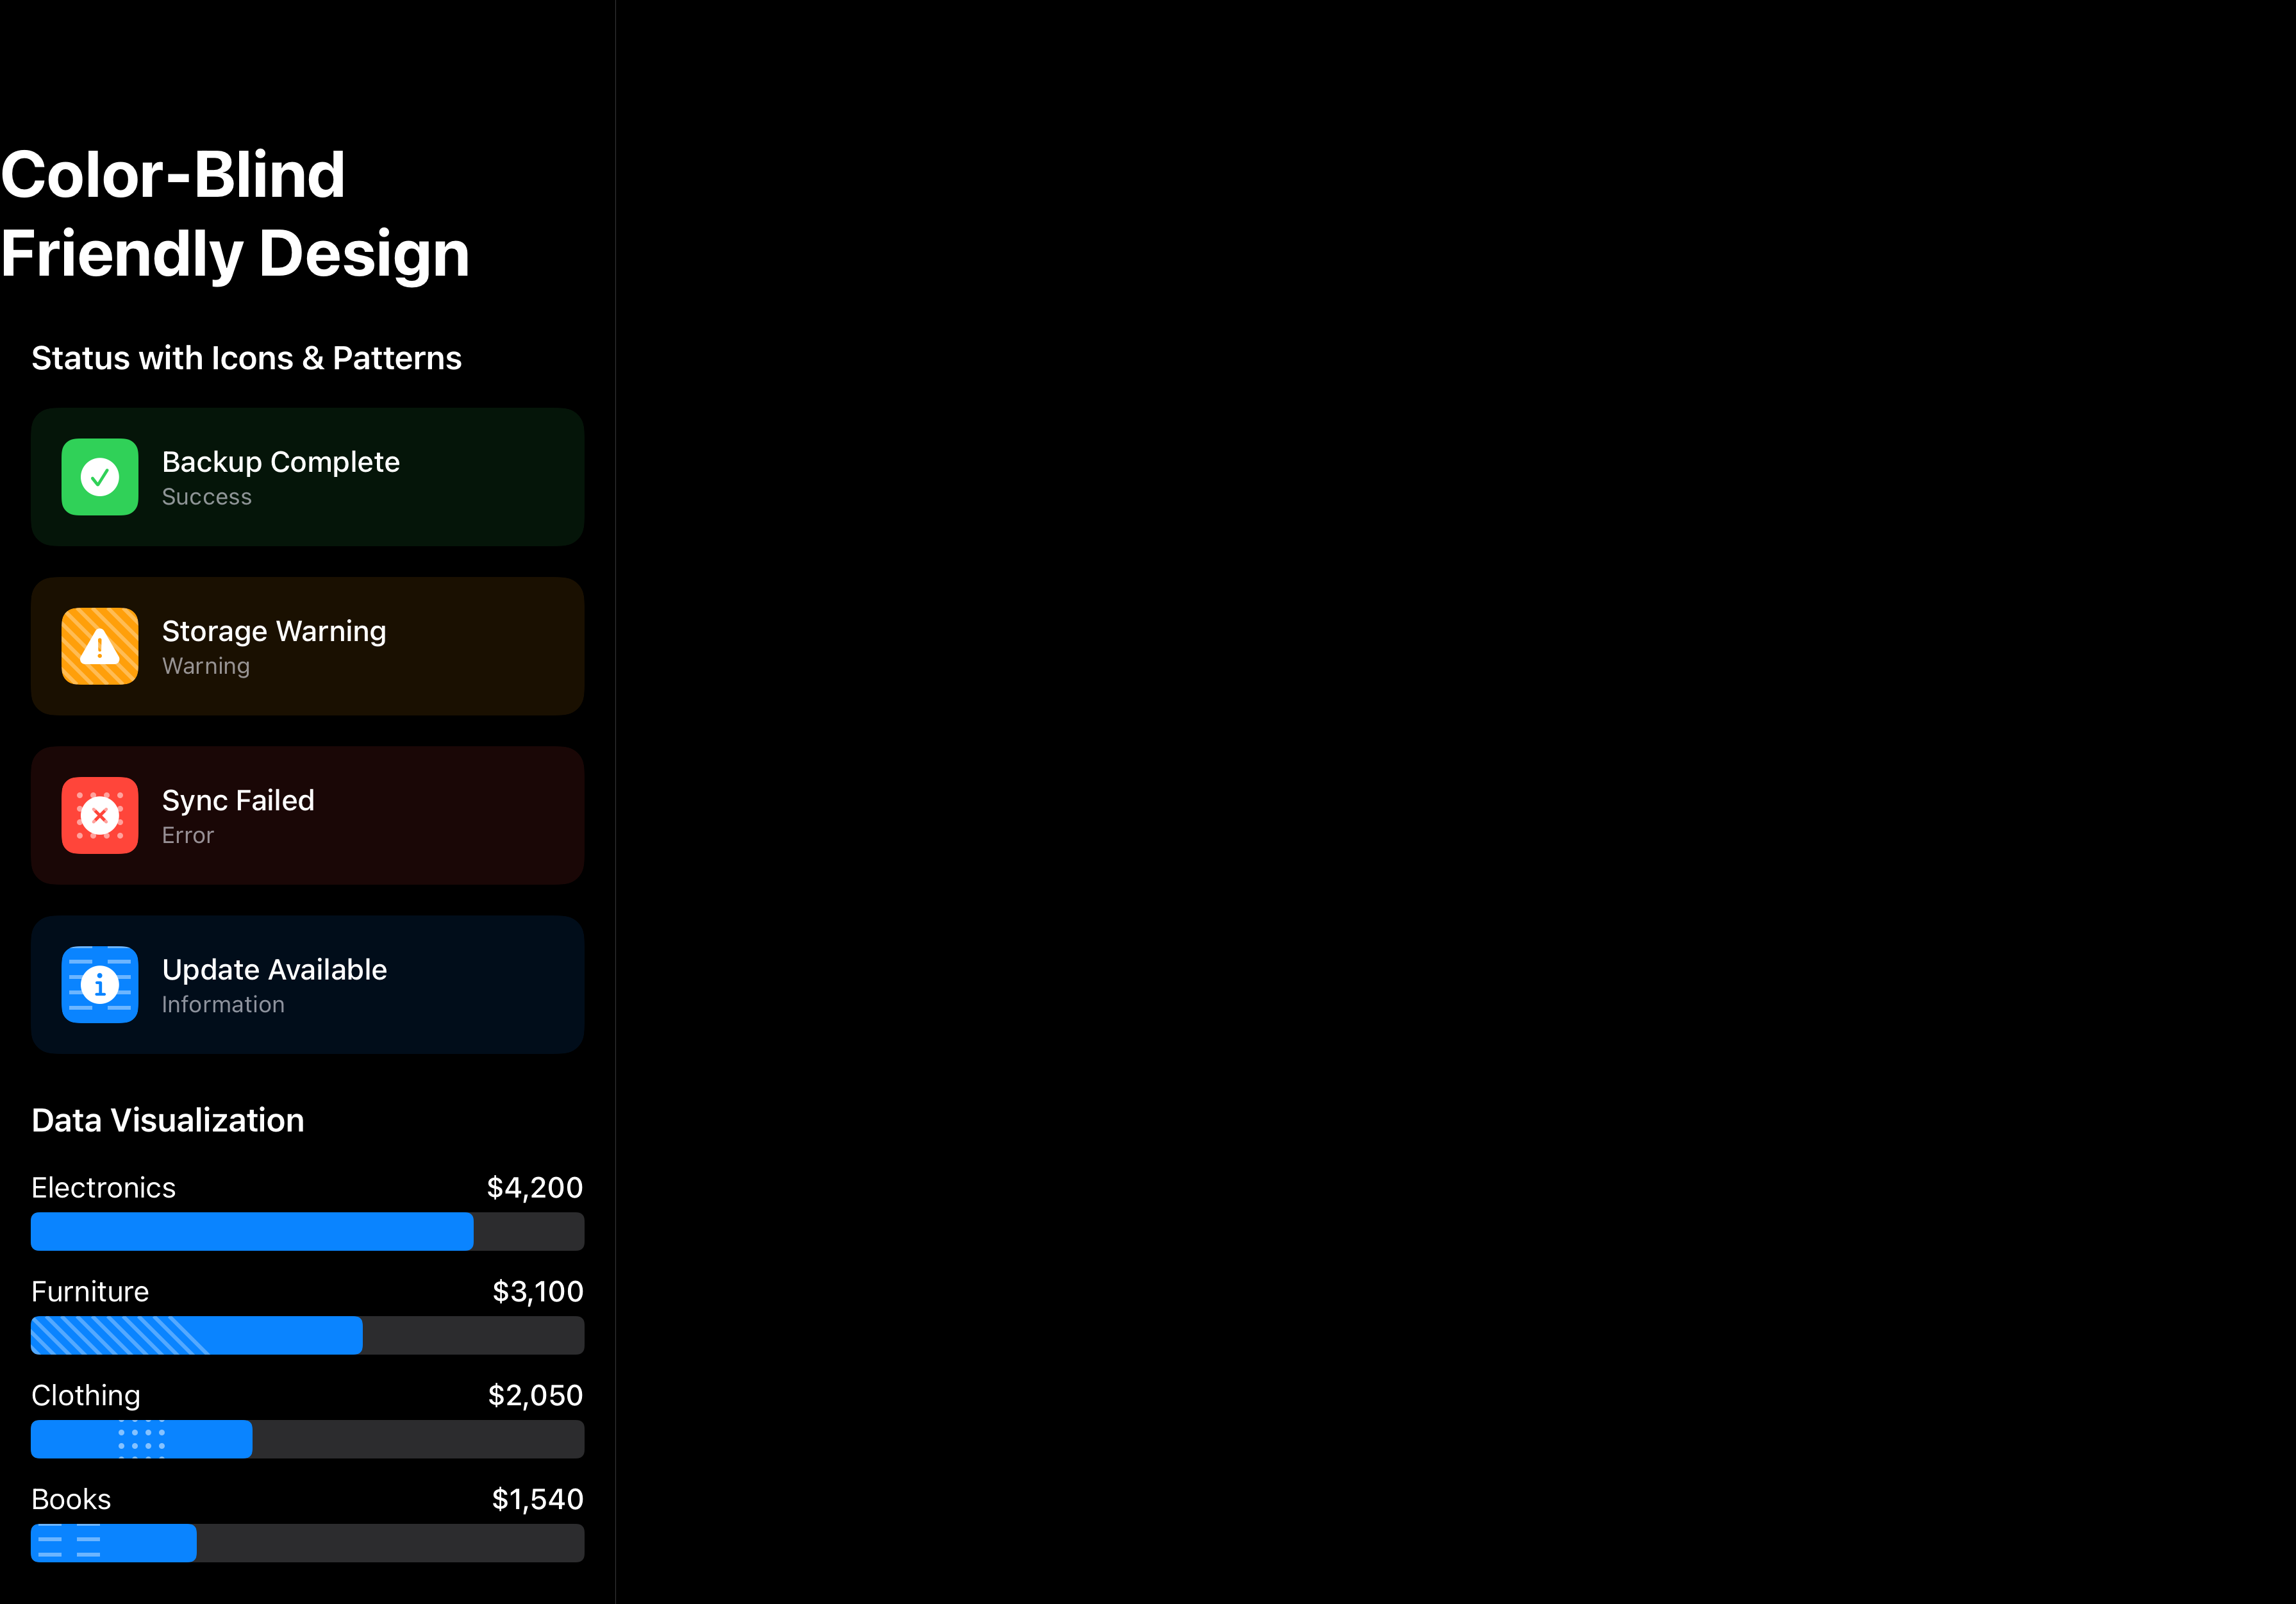 Color-Blind
Friendly Design
Status with Icons & Patterns
Backup Complete
Success
Storage Warning
Warning
Sync Failed
Error
Update Available
Information
Data Visualization
Electronics $4,200
Furniture $3,100
Clothing $2,050
Books $1,540